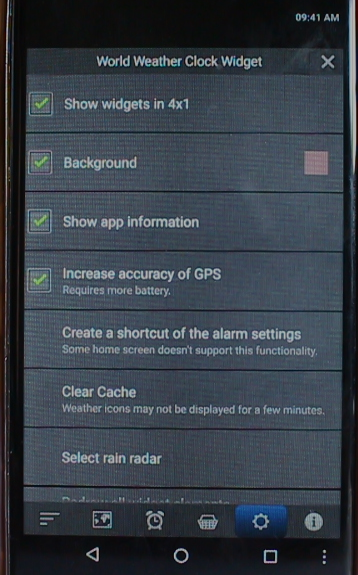 09:41 AM
World Weather Clock Widget
Show widgets in 4x1
Background
Show app information
Increase accuracy of GPS
Requires more battery.
Create a shortcut of the alarm settings
Some home screen doesn't support this functionality.
Clear Cache
Weather icons may not be displayed for a few minutes.
Select rain radar